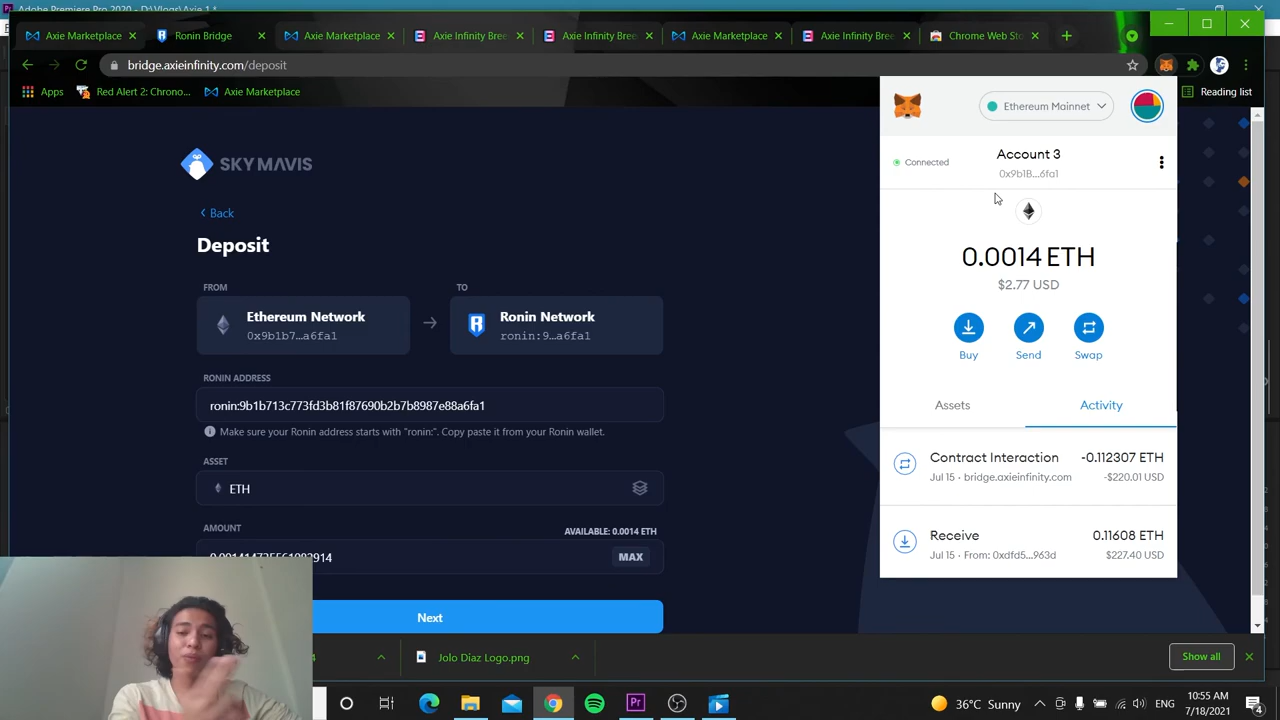 Adobe Premiere Pro 2020 - D:\Vlogs\Axie 1 *
Axie Marketplace
Ronin Bridge
Axie Marketplace
Axie Infinity Bree
Axie Infinity Bree
Axie Marketplace
Axie Infinity Bree
Chrome Web Sto
bridge.axieinfinity.com/deposit
Apps
Red Alert 2: Chrono...
Axie Marketplace
Reading list
Ethereum Mainnet
SKY MAVIS
Connected
Account 3
0x9b1B...6fa1
Back
Deposit
0.0014 ETH
$2.77 USD
FROM
TO
Ethereum Network
0x9b1b7...a6fa1
Ronin Network
ronin:9...a6fa1
Buy
Send
Swap
RONIN ADDRESS
ronin:9b1b713c773fd3b81f87690b2b7b8987e88a6fa1
Make sure your Ronin address starts with "ronin:". Copy paste it from your Ronin wallet.
Assets
Activity
ASSET
ETH
Contract Interaction
-0.112307 ETH
Jul 15 · bridge.axieinfinity.com
-$220.01 USD
AMOUNT
AVAILABLE: 0.0014 ETH
MAX
Receive
0.11608 ETH
Jul 15 · From: 0xdfd5...963d
$227.40 USD
Next
Jolo Diaz Logo.png
Show all
36°C Sunny
ENG
10:55 AM
7/18/2021
4